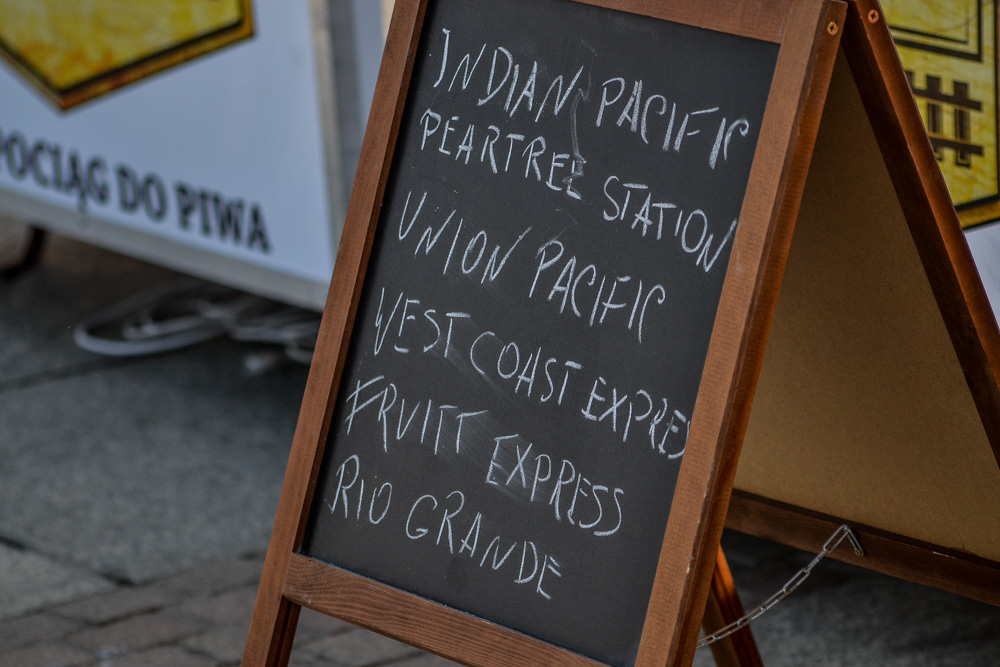 POCIĄG DO PIWA
INDIAN PACIFIC
PEARTREE STATION
UNION PACIFIC
WEST COAST EXPRES
FRUITT EXPRESS
RIO GRANDE